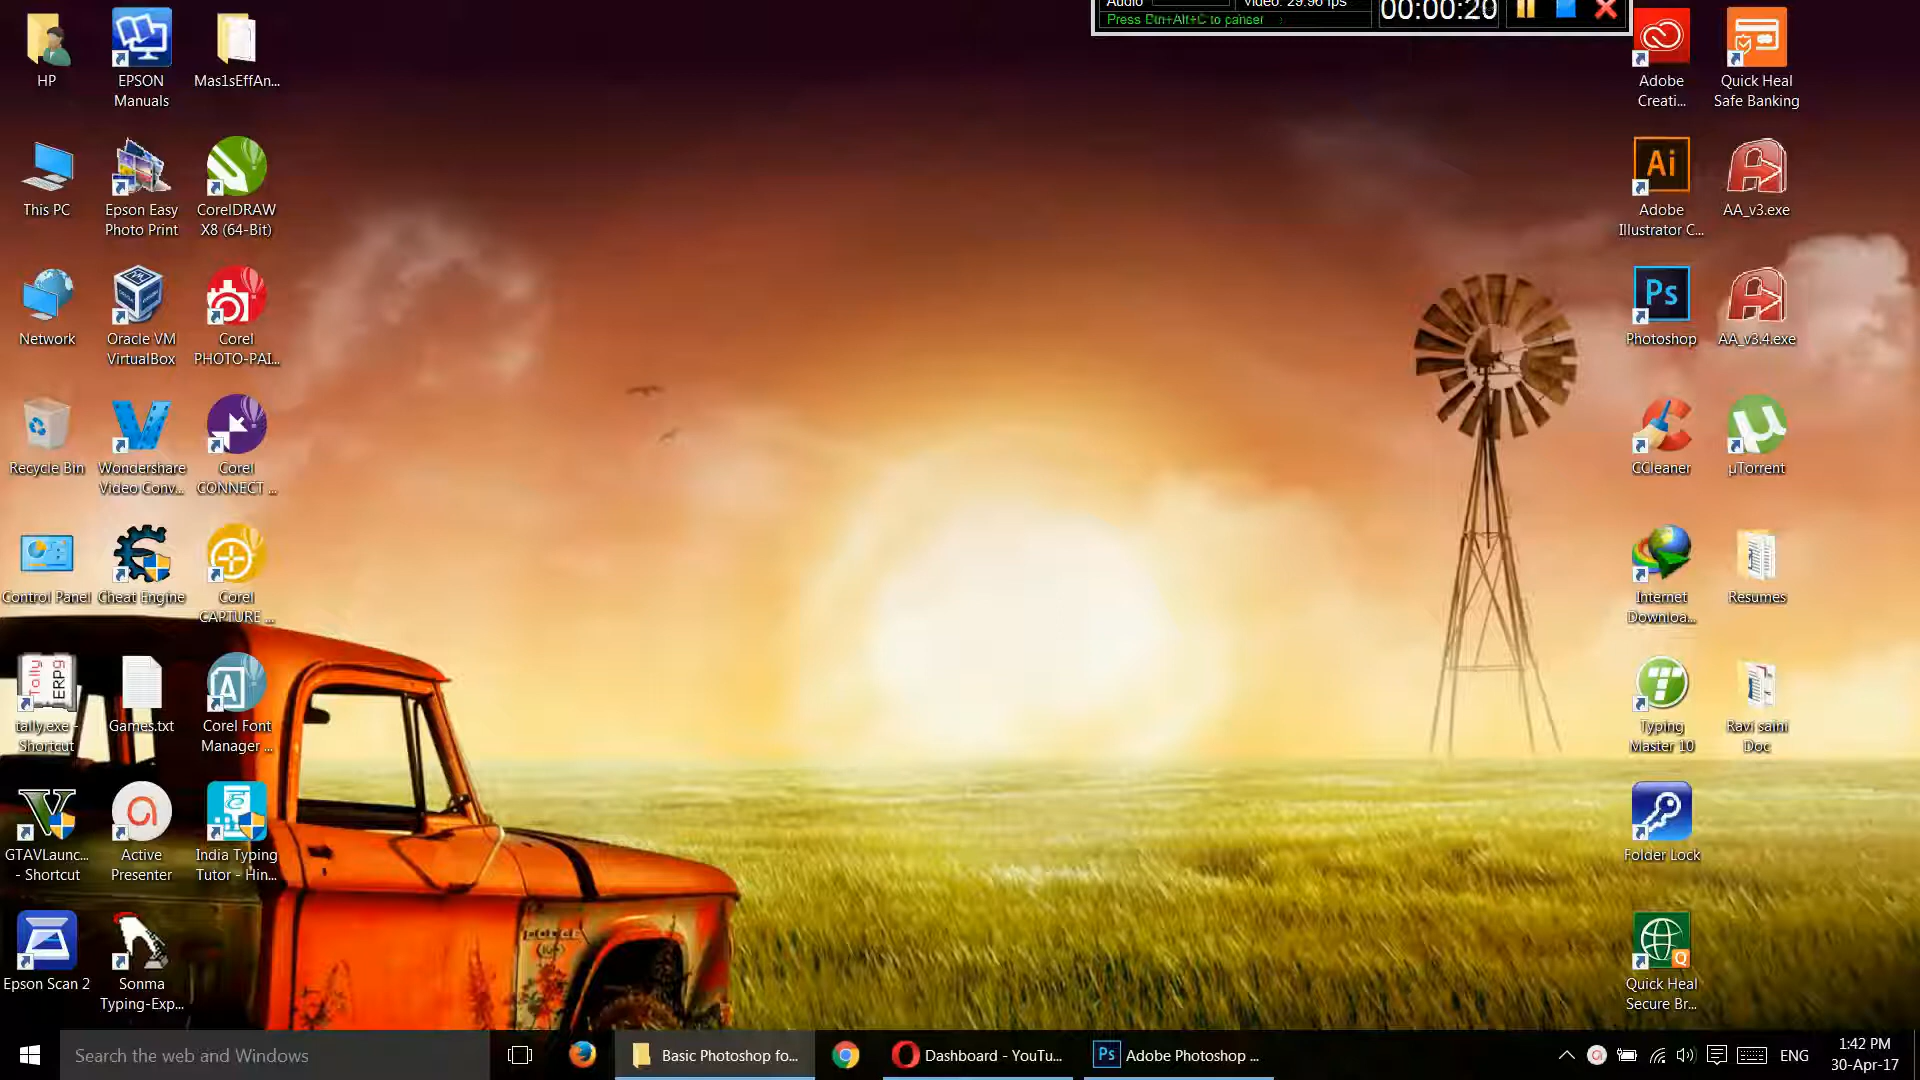 Audio
Video: 29.96 fps
Press Ctrl+Alt+C to cancel
00:00:20
HP
EPSON
Manuals
Mas1sEffAn...
Adobe
Creati...
Quick Heal
Safe Banking
This PC
Epson Easy
Photo Print
CorelDRAW
X8 (64-Bit)
Ai
Adobe
Illustrator C...
AA_v3.exe
Network
Oracle VM
VirtualBox
Corel
PHOTO-PAI...
Ps
Photoshop
AA_v3.4.exe
Recycle Bin
Wondershare
Video Conv...
Corel
CONNECT ...
CCleaner
µ
µTorrent
Control Panel
Cheat Engine
Corel
CAPTURE ...
Internet
Downloa...
Resumes
Tally
ERP9
tally.exe -
Shortcut
Games.txt
Corel Font
Manager ...
Typing
Master 10
Ravi saini
Doc
GTAVLaunc...
- Shortcut
Active
Presenter
India Typing
Tutor - Hin...
Folder Lock
DODGE
100
Epson Scan 2
Sonma
Typing-Exp...
Quick Heal
Secure Br...
Search the web and Windows
Basic Photoshop fo...
Dashboard - YouTu...
Ps
Adobe Photoshop ...
ENG
1:42 PM
30-Apr-17